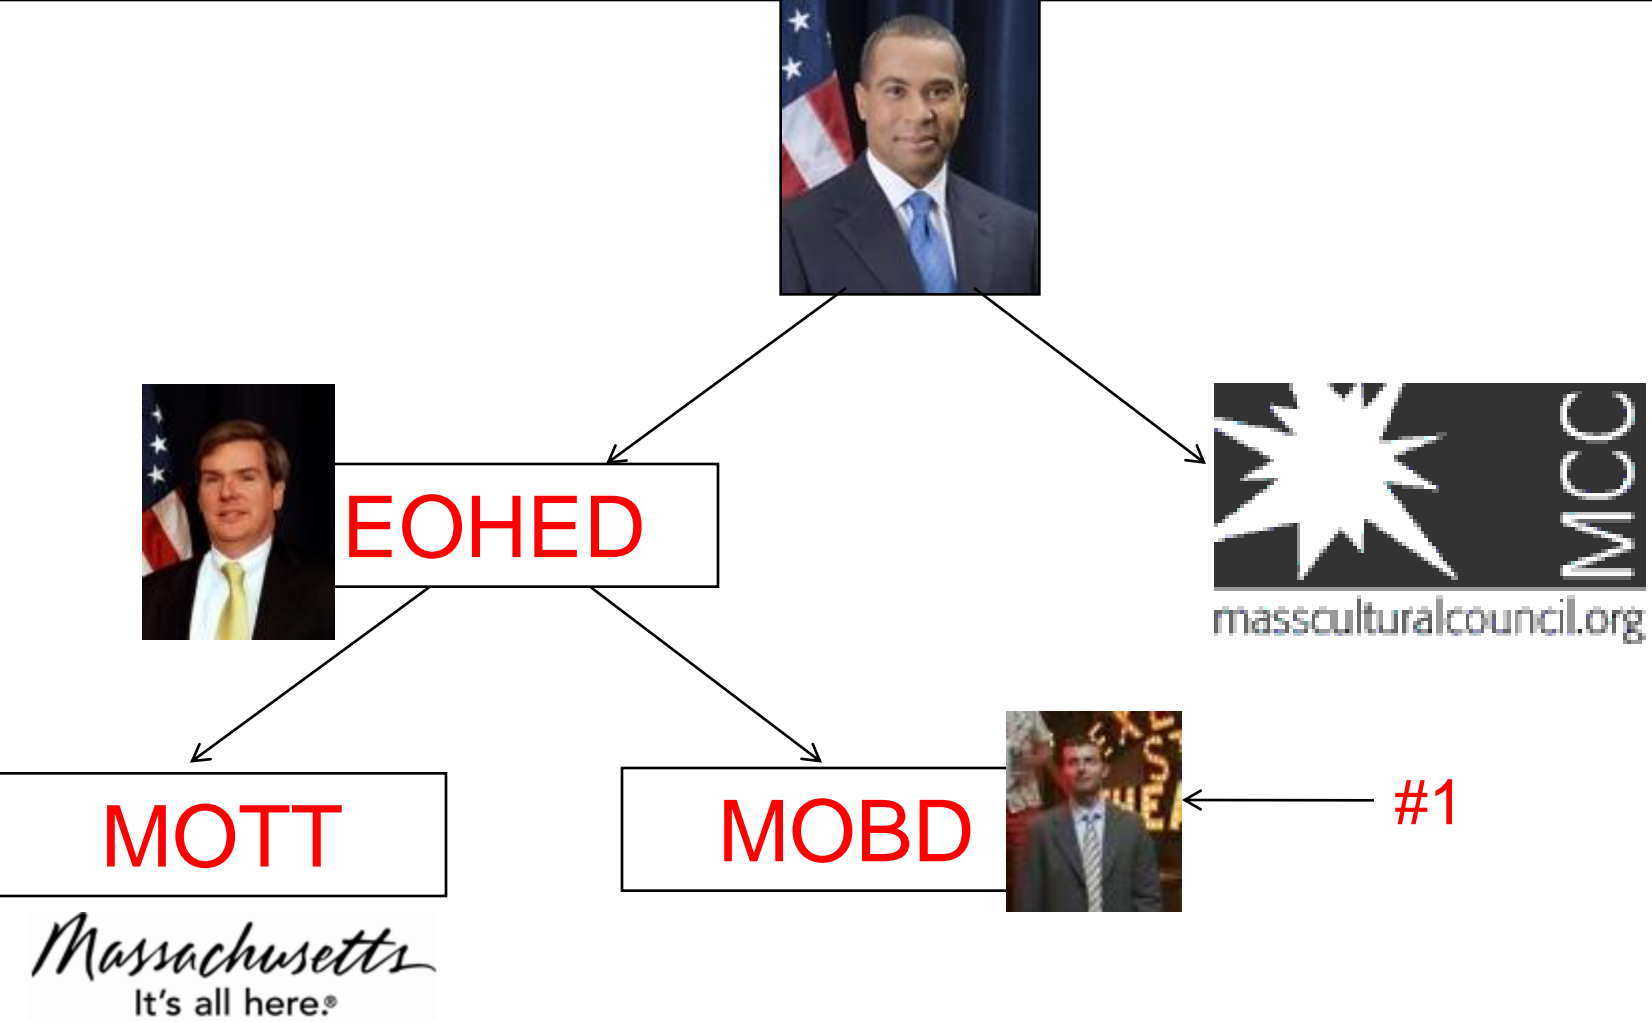 EOHED
MCC
massculturalcouncil.org
MOTT
MOBD
#1
Massachusetts
It's all here.®